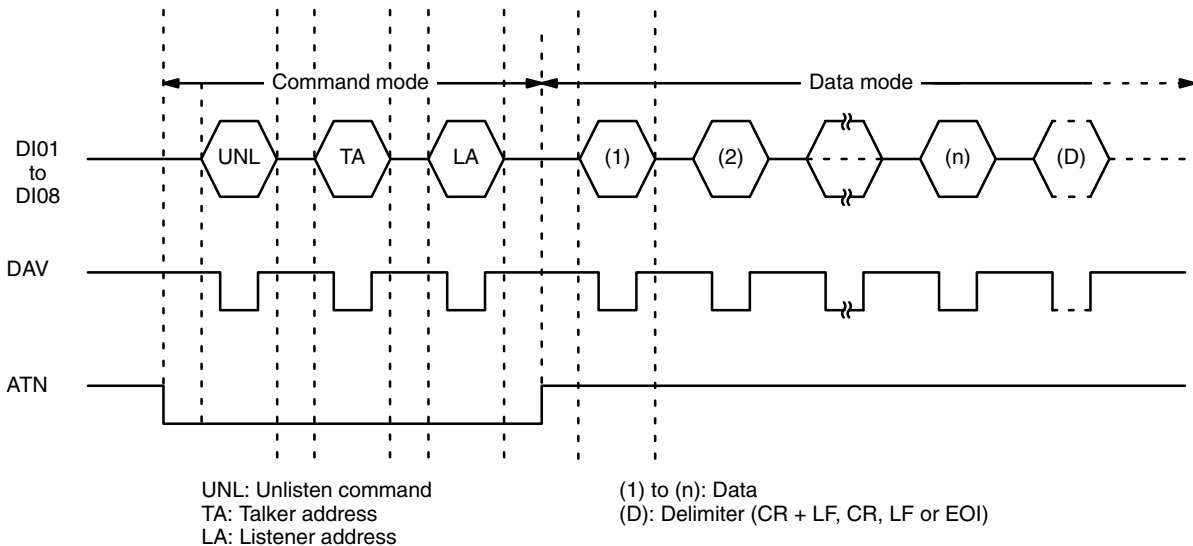 Command mode
Data mode
DI01
to
DI08
UNL
TA
LA
(1)
(2)
(n)
(D)
DAV
ATN
UNL: Unlisten command
TA: Talker address
LA: Listener address
(1) to (n): Data
(D): Delimiter (CR + LF, CR, LF or EOI)